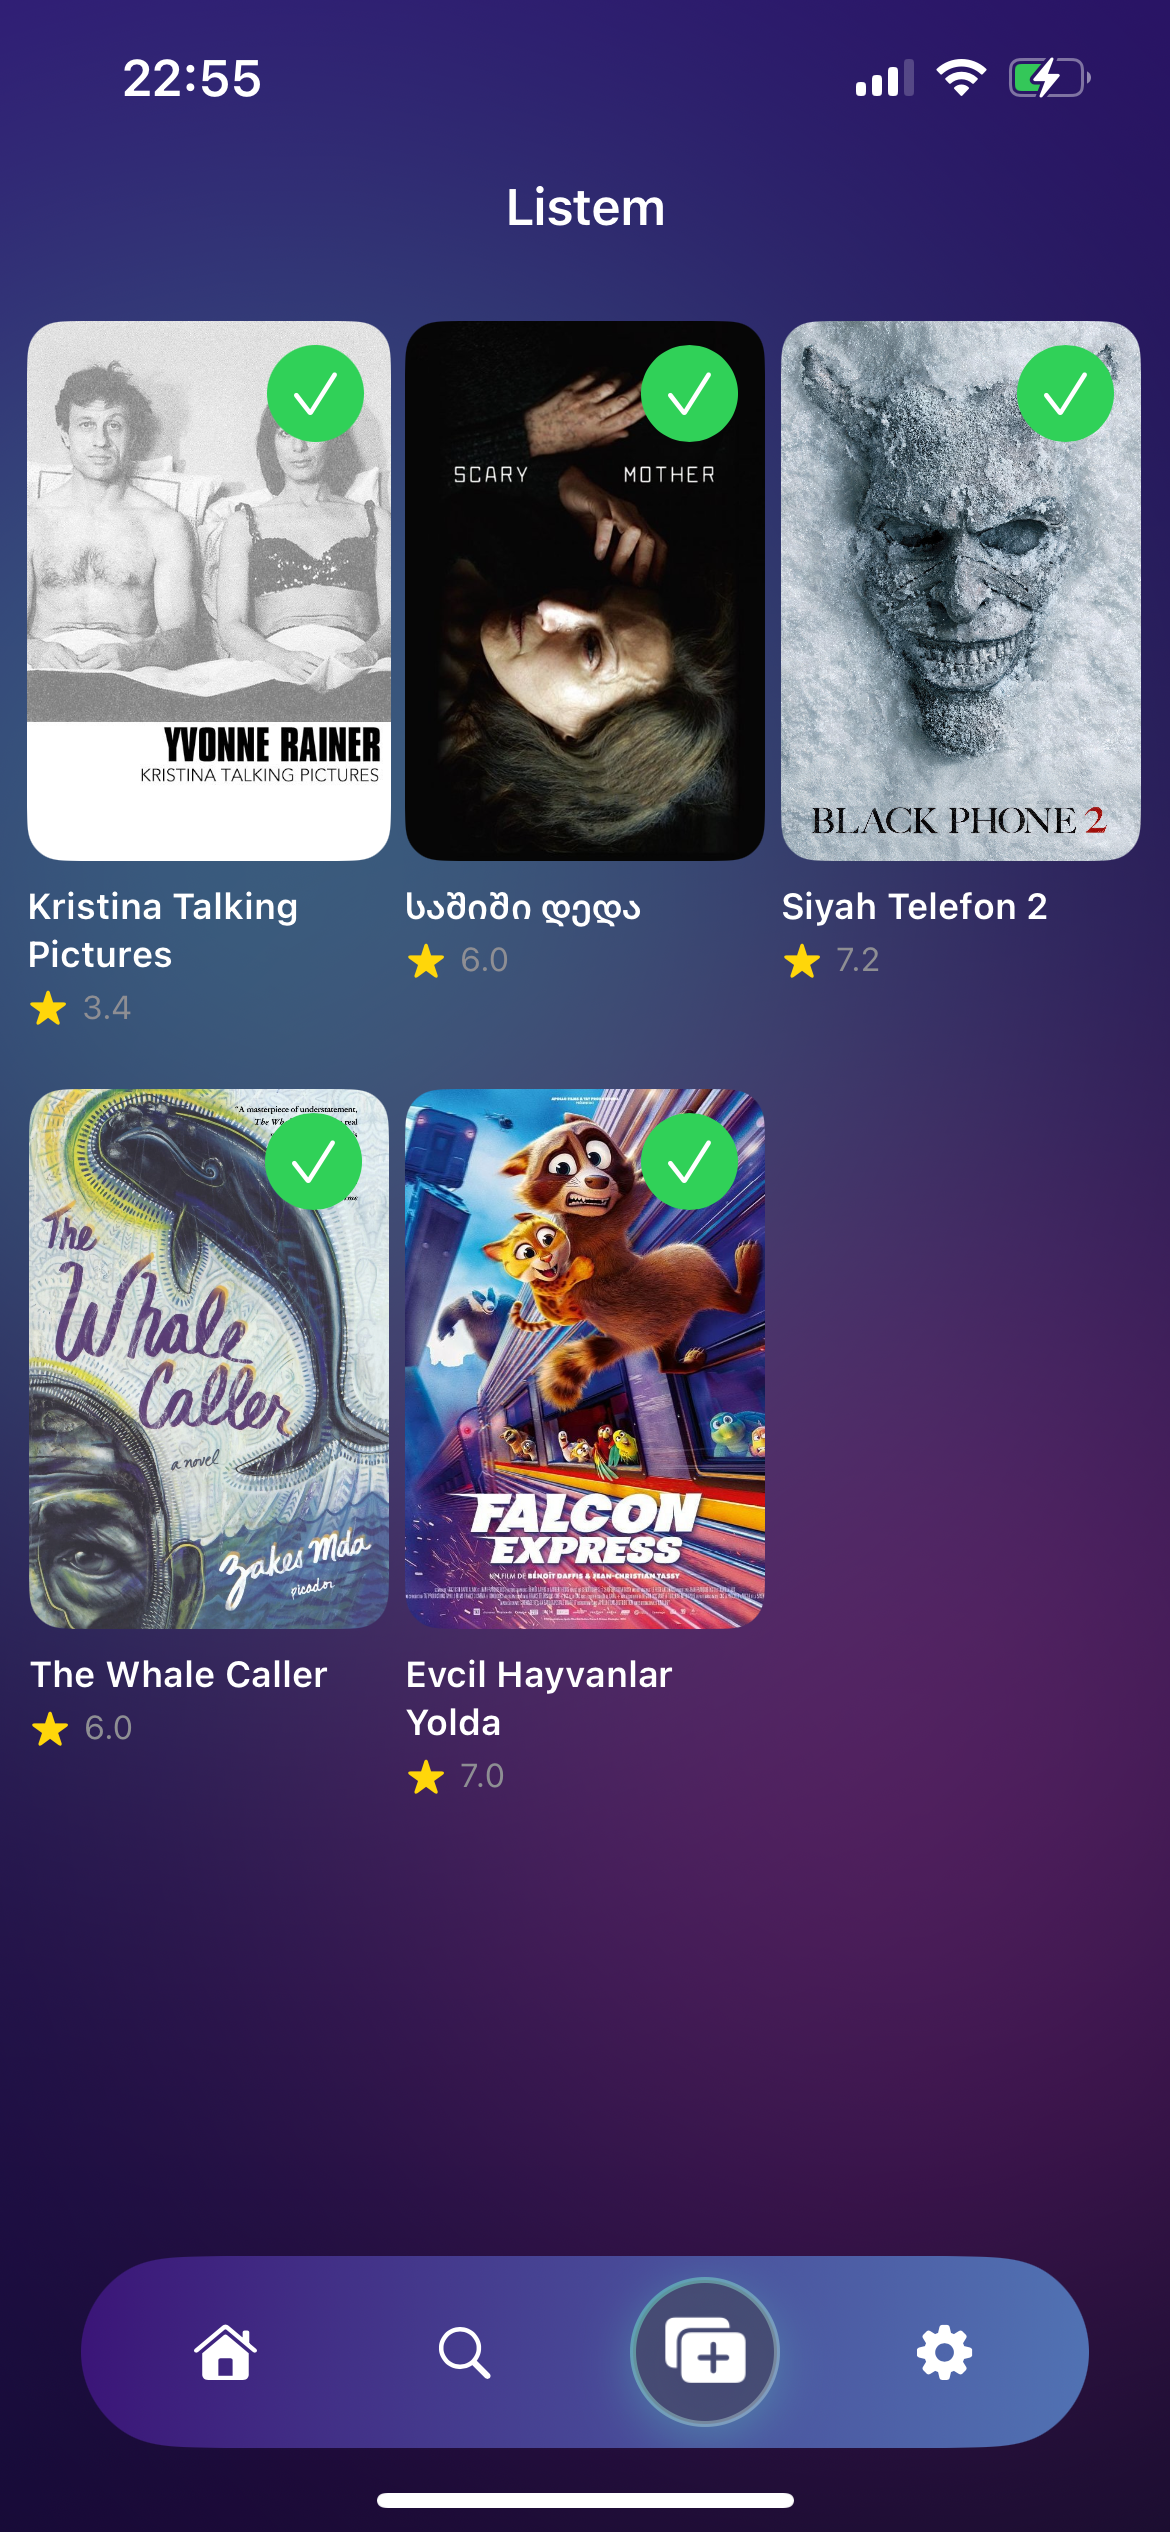 22:55
Listem
SCARY MOTHER
YVONNE RAINER
KRISTINA TALKING PICTURES
BLACK PHONE 2
Kristina Talking
Pictures
3.4
საშიში დედა
6.0
Siyah Telefon 2
7.2
"A masterpiece of understatement,
The
real
The
Whale
Caller
a novel
Zakes Mda
picador
FALCON
EXPRESS
UN FILM DE BENOÎT DAFFIS & JEAN-CHRISTIAN TASSY
The Whale Caller
6.0
Evcil Hayvanlar
Yolda
7.0